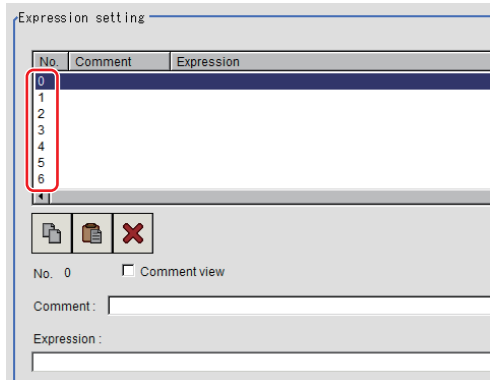 Expression setting
No. Comment Expression
0
1
2
3
4
5
6
No. 0 Comment view
Comment :
Expression :